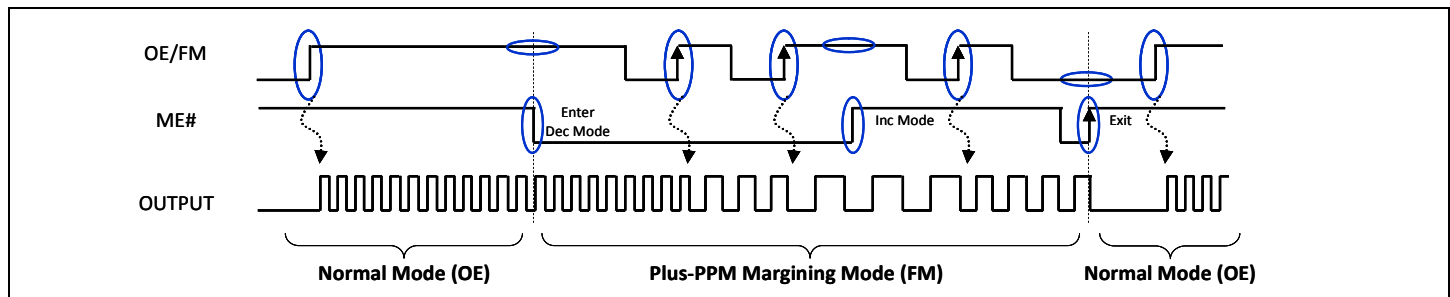 OE/FM
ME#
Enter
Dec Mode
Inc Mode
Exit
OUTPUT
Normal Mode (OE)
Plus-PPM Margining Mode (FM)
Normal Mode (OE)